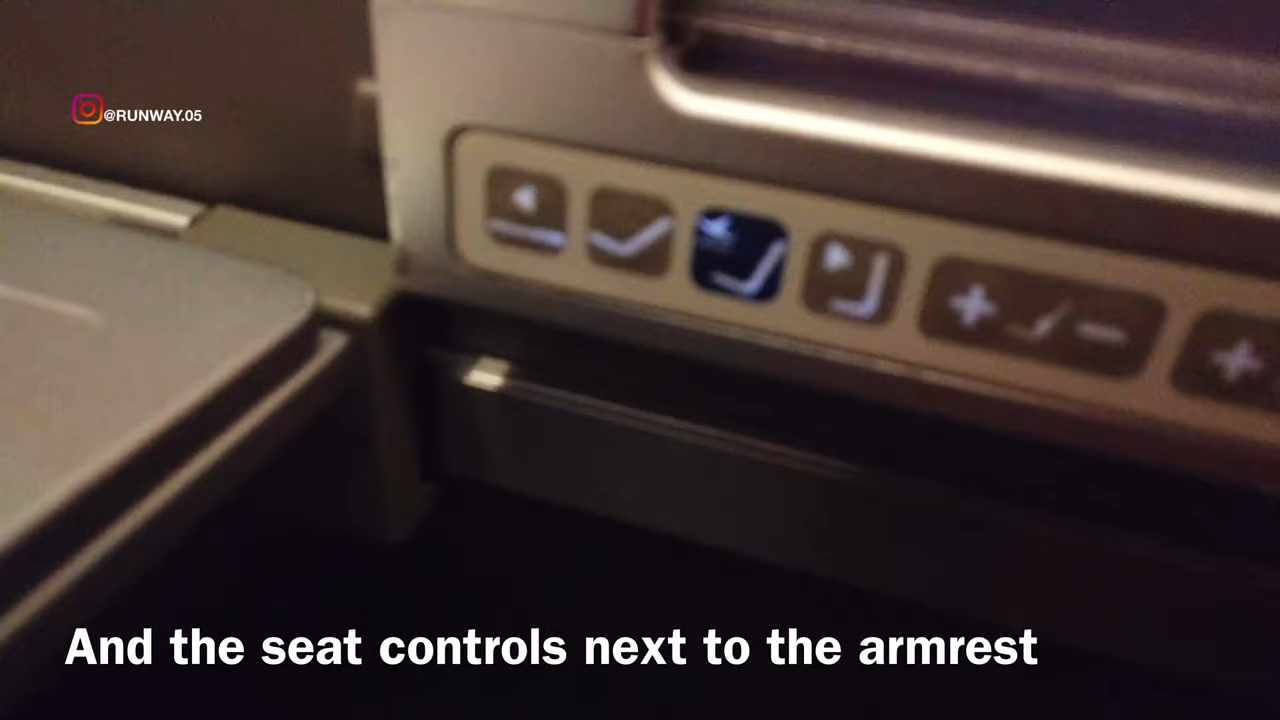 @RUNWAY.05
+ -
+
And the seat controls next to the armrest